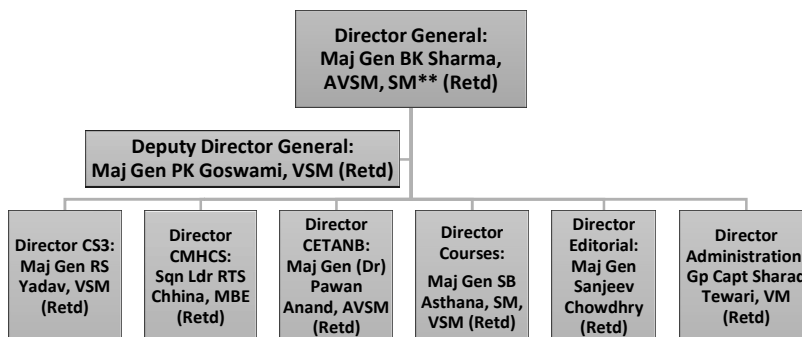 Director General:
Maj Gen BK Sharma,
AVSM, SM** (Retd)
Deputy Director General:
Maj Gen PK Goswami, VSM (Retd)
Director CS3:
Maj Gen RS
Yadav, VSM
(Retd)
Director
CMHCS:
Sqn Ldr RTS
Chhina, MBE
(Retd)
Director
CETANB:
Maj Gen (Dr)
Pawan
Anand, AVSM
(Retd)
Director
Courses:
Maj Gen SB
Asthana, SM,
VSM (Retd)
Director
Editorial:
Maj Gen
Sanjeev
Chowdhry
(Retd)
Director
Administration
Gp Capt Sharad
Tewari, VM
(Retd)